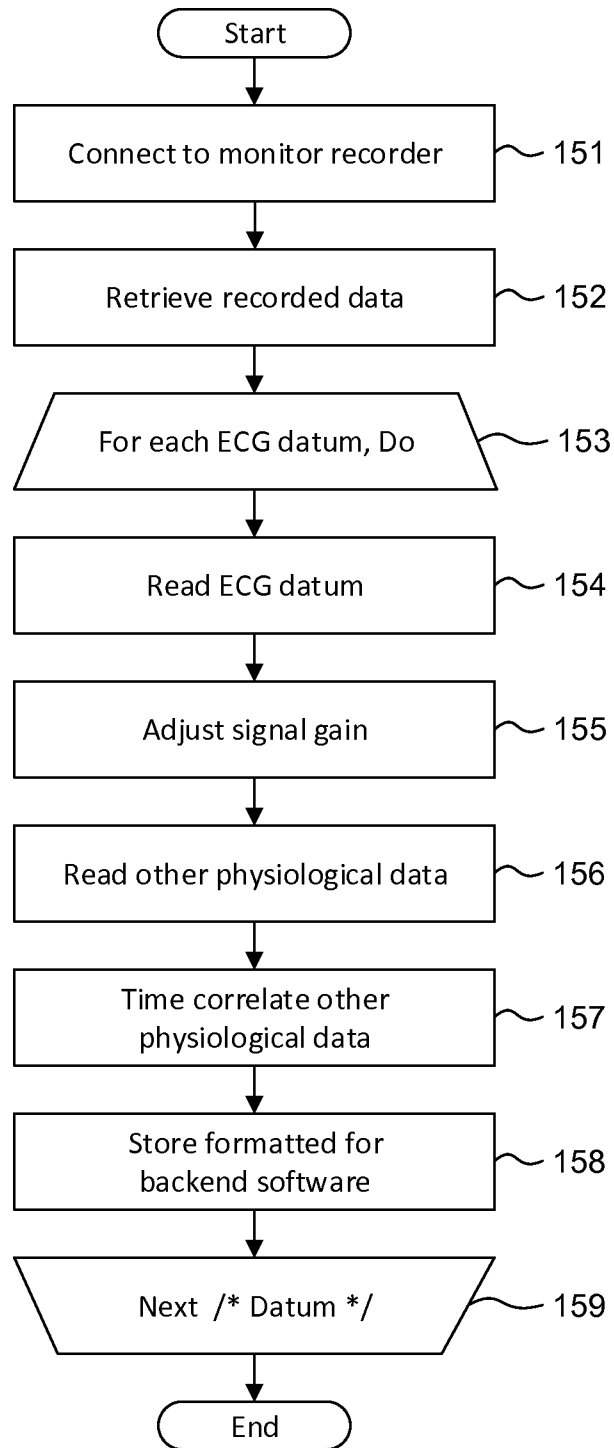 Start
Connect to monitor recorder
151
Retrieve recorded data
152
For each ECG datum, Do
153
Read ECG datum
154
Adjust signal gain
155
Read other physiological data
156
Time correlate other
physiological data
157
Store formatted for
backend software
158
Next /* Datum */
159
End